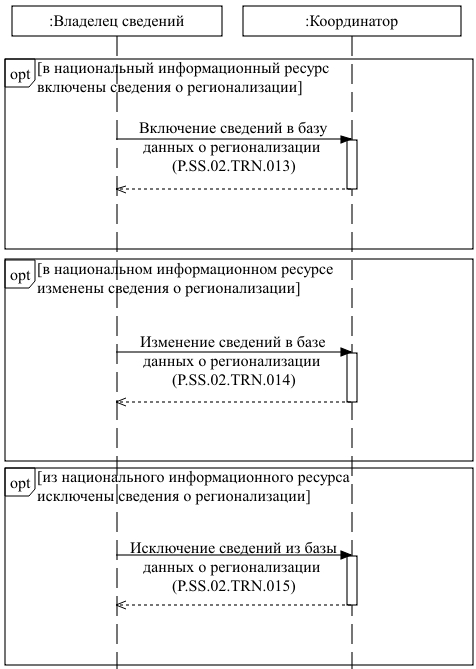 :Владелец сведений
:Координатор
opt
[в национальный информационный ресурс
включены сведения о регионализации]
Включение сведений в базу
данных о регионализации
(P.SS.02.TRN.013)
opt
[в национальном информационном ресурсе
изменены сведения о регионализации]
Изменение сведений в базе
данных о регионализации
(P.SS.02.TRN.014)
opt
[из национального информационного ресурса
исключены сведения о регионализации]
Исключение сведений из базы
данных о регионализации
(P.SS.02.TRN.015)